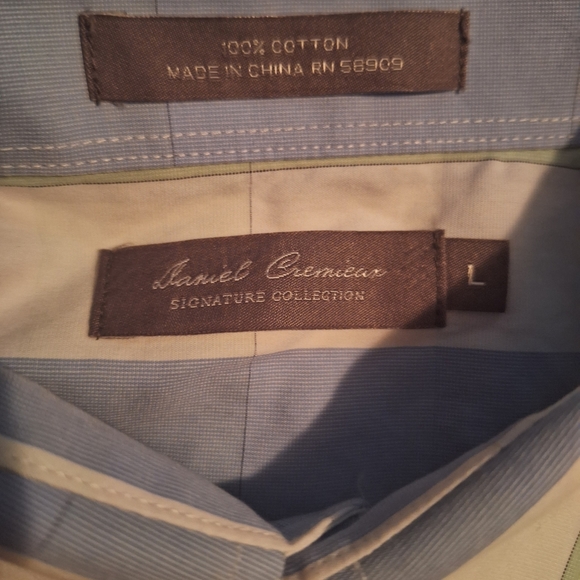 100% COTTON
MADE IN CHINA RN 58909
Daniel Cremieux
SIGNATURE COLLECTION
L